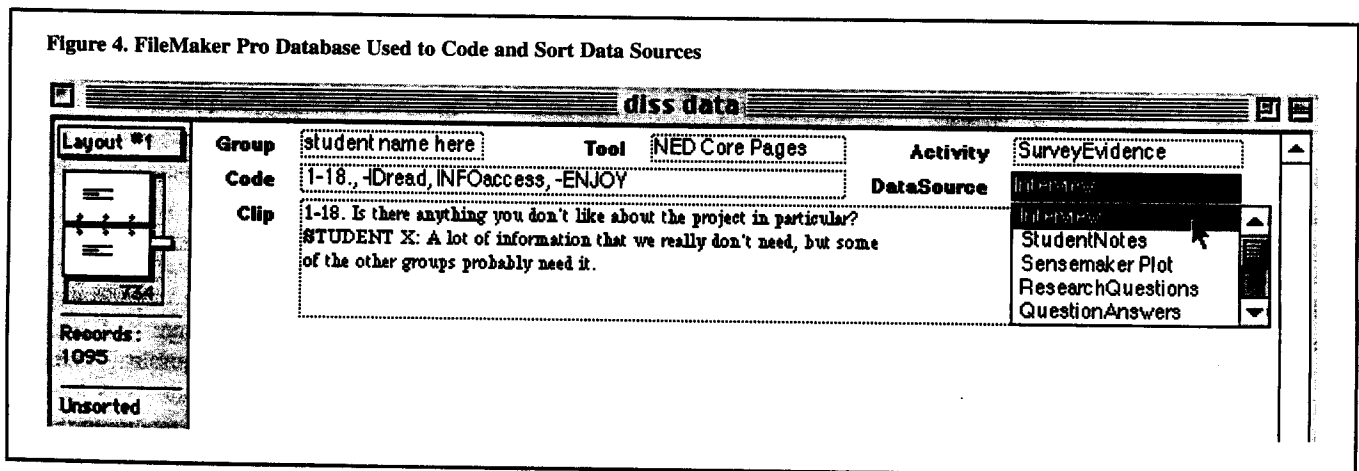 Figure 4. FileMaker Pro Database Used to Code and Sort Data Sources
diss data
Layout #1
Group
student name here
Tool
NED Core Pages
Activity
SurveyEvidence
Code
1-18., -IDread, INFOaccess, -ENJOY
DataSource
Interview
Clip
1-18. Is there anything you don't like about the project in particular?
STUDENT X: A lot of information that we really don't need, but some
of the other groups probably need it.
Interview
StudentNotes
Sensemaker Plot
ResearchQuestions
QuestionAnswers
734
Records:
1095
Unsorted